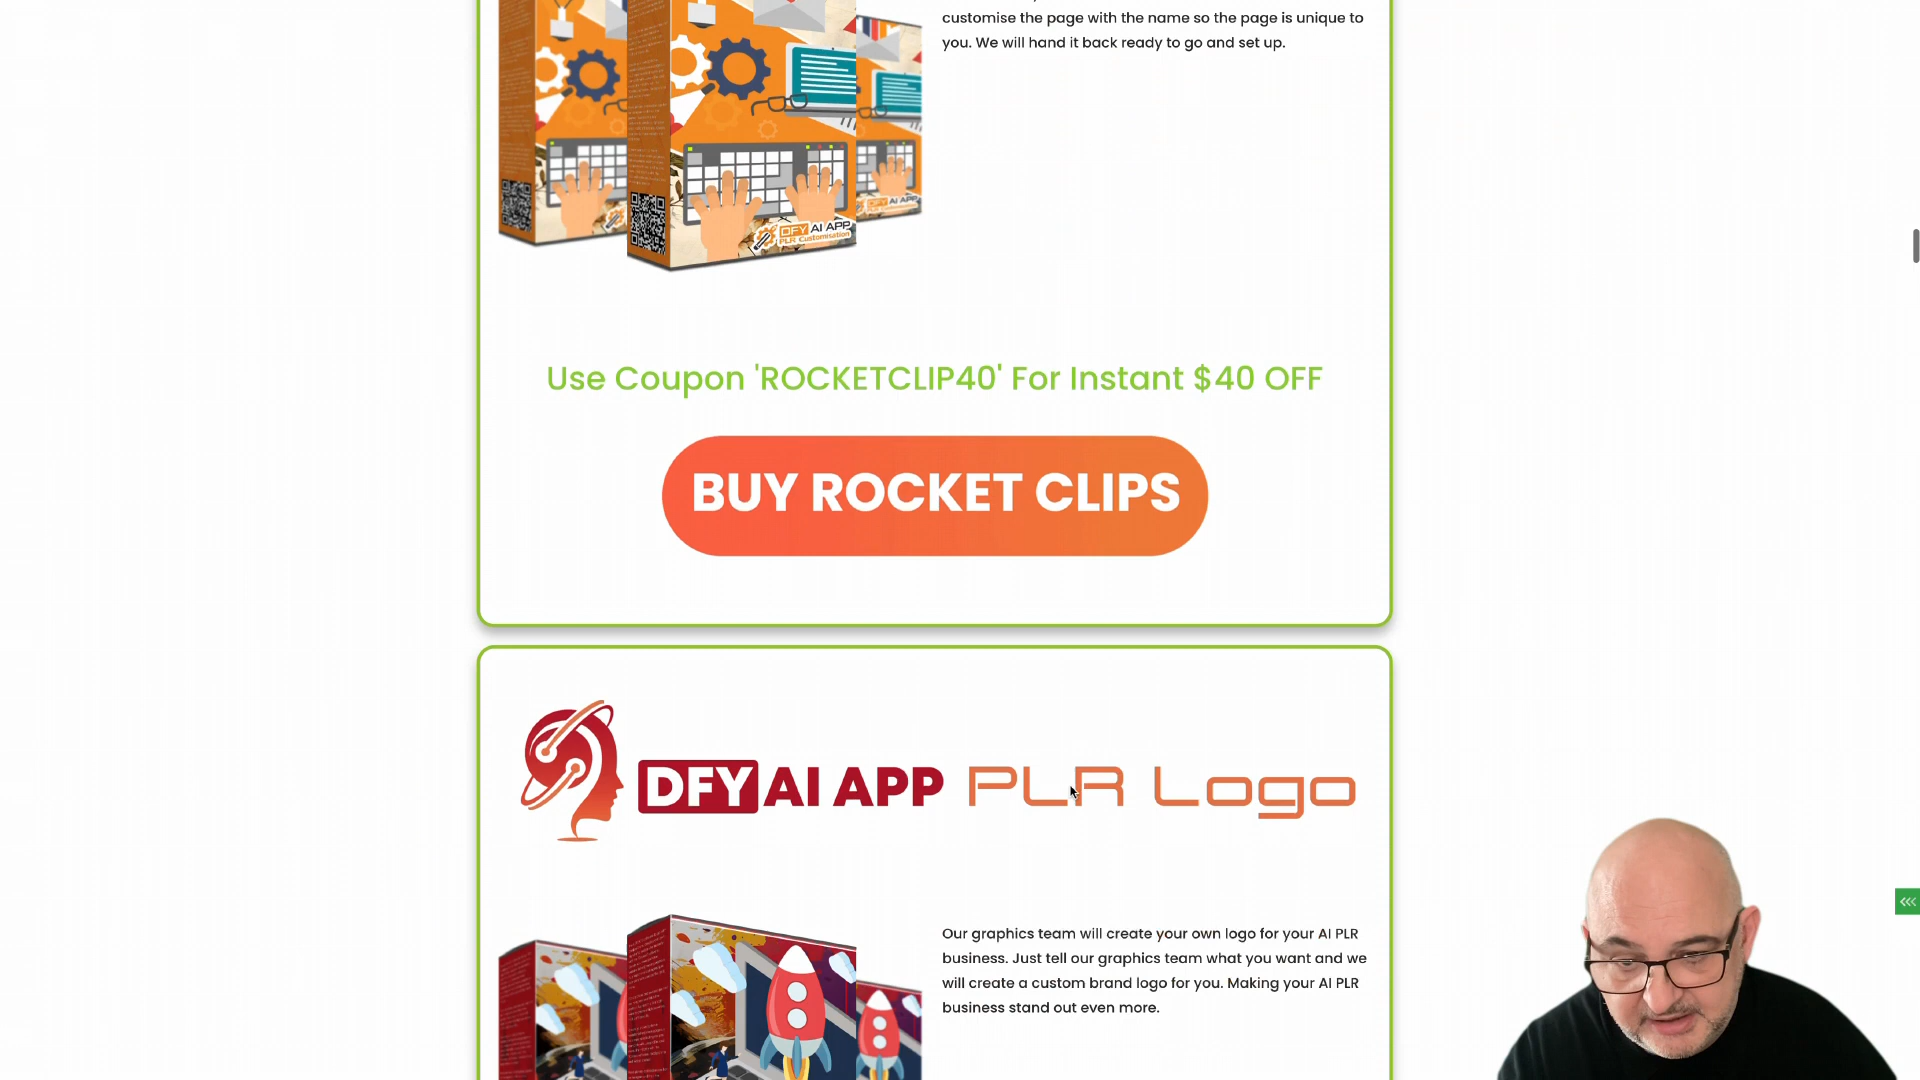 customise the page with the name so the page is unique to
you. We will hand it back ready to go and set up.
DFY AI APP
PLR Customisation
Use Coupon 'ROCKETCLIP40' For Instant $40 OFF
BUY ROCKET CLIPS
DFY AI APP PLR Logo
Our graphics team will create your own logo for your AI PLR
business. Just tell our graphics team what you want and we
will create a custom brand logo for you. Making your AI PLR
business stand out even more.